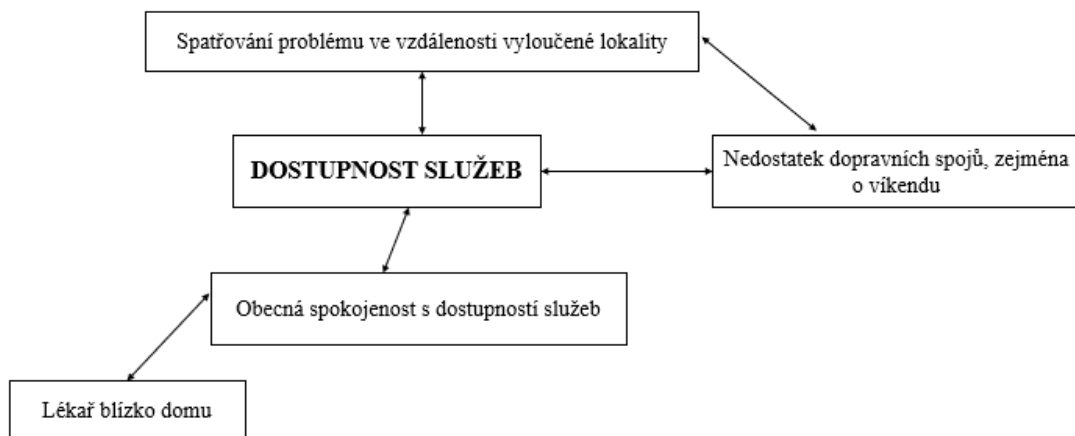 Spatřování problému ve vzdálenosti vyloučené lokality
DOSTUPNOST SLUŽEB
Nedostatek dopravních spojů, zejména
o víkendu
Obecná spokojenost s dostupností služeb
Lékař blízko domu